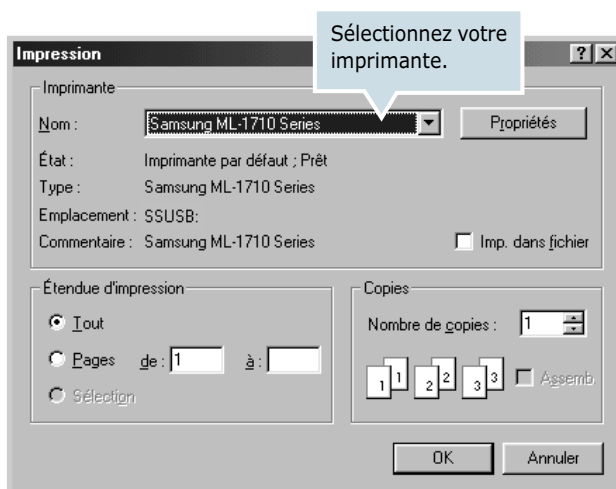 Sélectionnez votre
imprimante.
Impression
Imprimante
Nom : Samsung ML-1710 Series Propriétés
État : Imprimante par défaut ; Prêt
Type : Samsung ML-1710 Series
Emplacement : SSUSB:
Commentaire : Samsung ML-1710 Series Imp. dans fichier
Étendue d'impression
Tout
Pages de : 1 à :
Sélection
Copies
Nombre de copies : 1
1 1 2 2 3 3 Assemb.
OK Annuler